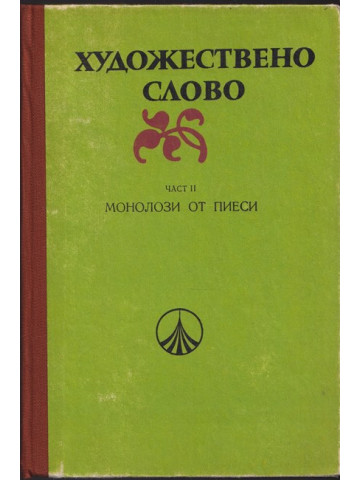 ХУДОЖЕСТВЕНО
СЛОВО
ЧАСТ II
МОНОЛОЗИ ОТ ПИЕСИ